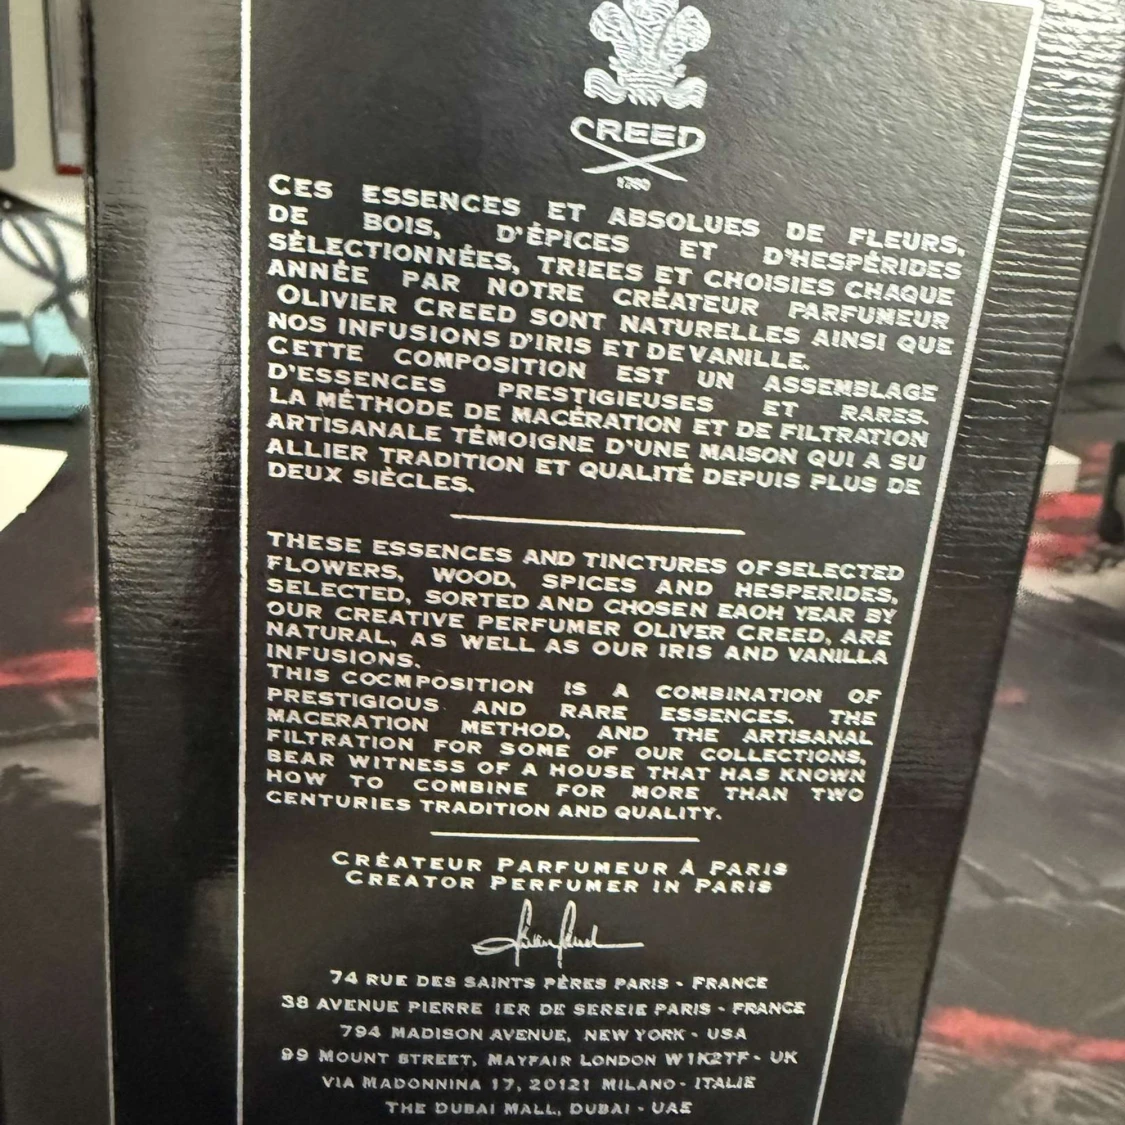 CREED
1760
CES ESSENCES ET ABSOLUES DE FLEURS,
DE BOIS, D'ÉPICES ET D'HESPÉRIDES
SÉLECTIONNÉES, TRIEES ET CHOISIES CHAQUE
ANNÉE PAR NOTRE CRÉATEUR PARFUMEUR
OLIVIER CREED SONT NATURELLES AINSI QUE
NOS INFUSIONS D'IRIS ET DE VANILLE.
CETTE COMPOSITION EST UN ASSEMBLAGE
D'ESSENCES PRESTIGIEUSES ET RARES.
LA MÉTHODE DE MACÉRATION ET DE FILTRATION
ARTISANALE TÉMOIGNE D'UNE MAISON QUI A SU
ALLIER TRADITION ET QUALITÉ DEPUIS PLUS DE
DEUX SIÈCLES.
THESE ESSENCES AND TINCTURES OF SELECTED
FLOWERS, WOOD, SPICES AND HESPERIDES,
SELECTED, SORTED AND CHOSEN EAOH YEAR BY
OUR CREATIVE PERFUMER OLIVER CREED, ARE
NATURAL, AS WELL AS OUR IRIS AND VANILLA
INFUSIONS.
THIS COCMPOSITION IS A COMBINATION OF
PRESTIGIOUS AND RARE ESSENCES. THE
MACERATION METHOD, AND THE ARTISANAL
FILTRATION FOR SOME OF OUR COLLECTIONS,
BEAR WITNESS OF A HOUSE THAT HAS KNOWN
HOW TO COMBINE FOR MORE THAN TWO
CENTURIES TRADITION AND QUALITY.
CRÉATEUR PARFUMEUR À PARIS
CREATOR PERFUMER IN PARIS
74 RUE DES SAINTS PÈRES PARIS - FRANCE
38 AVENUE PIERRE IER DE SEREIE PARIS - FRANCE
794 MADISON AVENUE, NEW YORK - USA
99 MOUNT STREET, MAYFAIR LONDON W1K2TF - UK
VIA MADONNINA 17, 20121 MILANO - ITALIE
THE DUBAI MALL, DUBAI - UAE